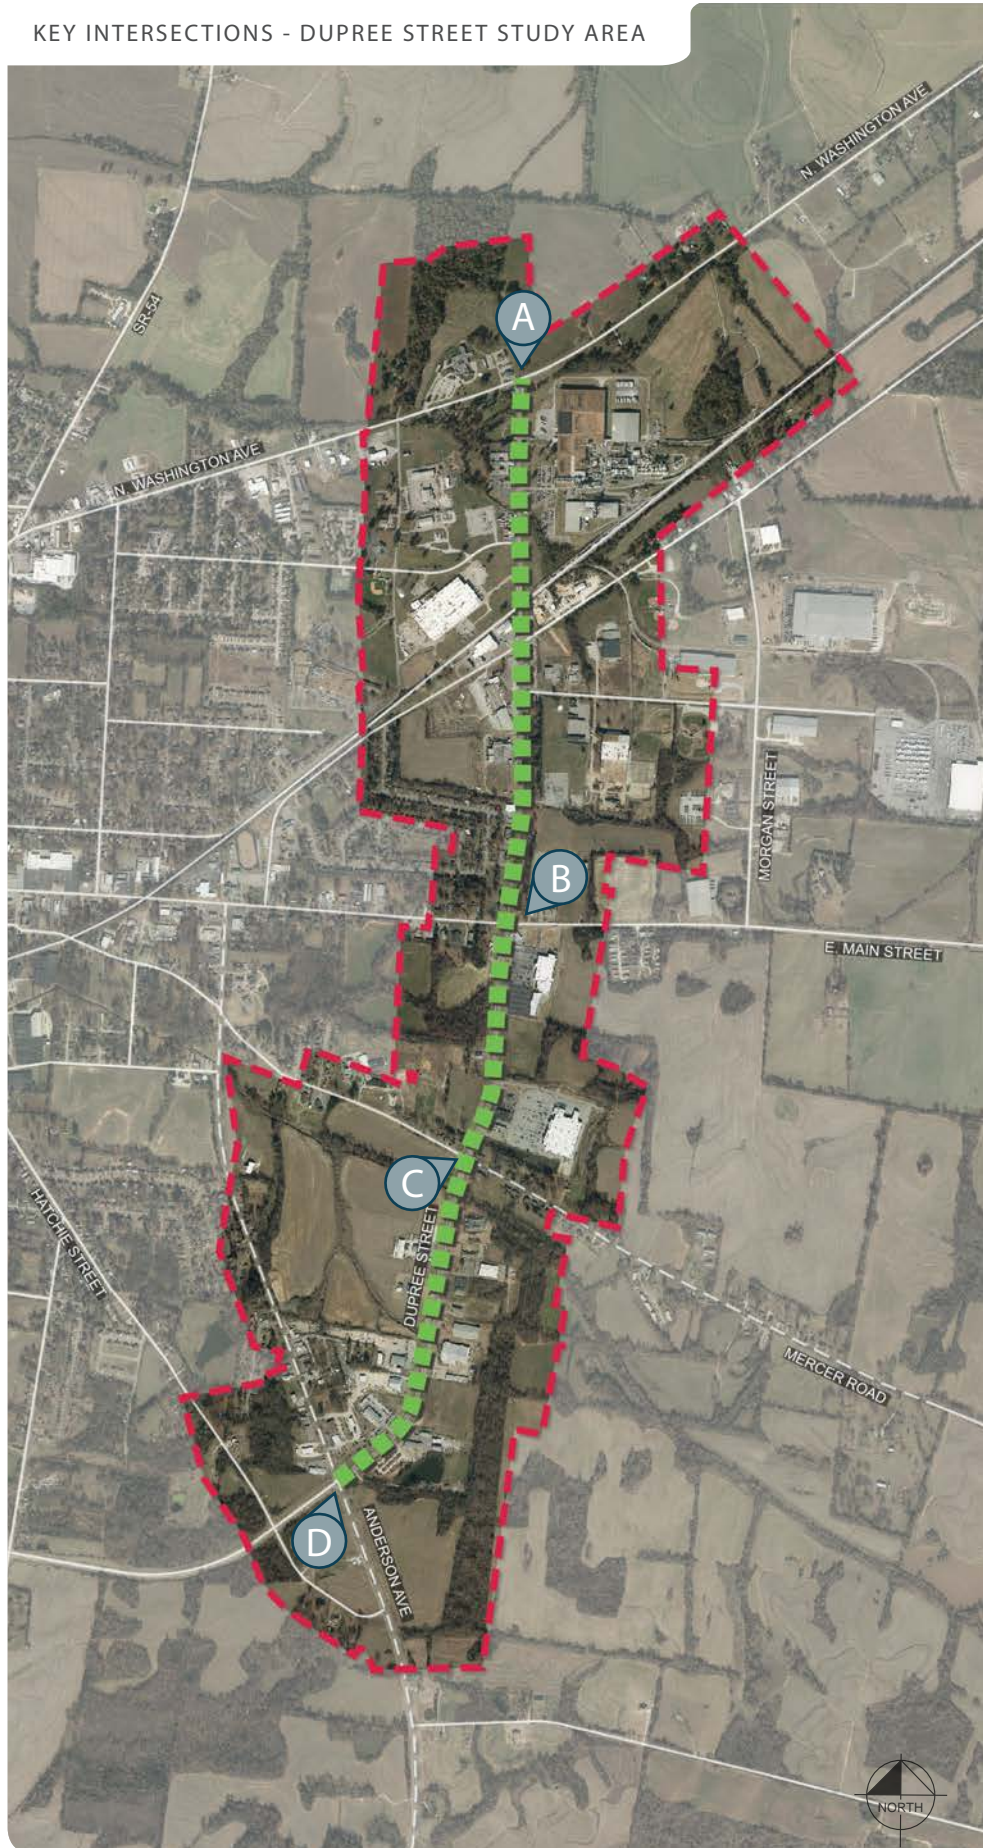 KEY INTERSECTIONS - DUPREE STREET STUDY AREA
N. WASHINGTON AVE
SR-54
A
N. WASHINGTON AVE
MORGAN STREET
B
E. MAIN STREET
C
DUPREE STREET
HATCHIE STREET
MERCER ROAD
D
ANDERSON AVE
NORTH